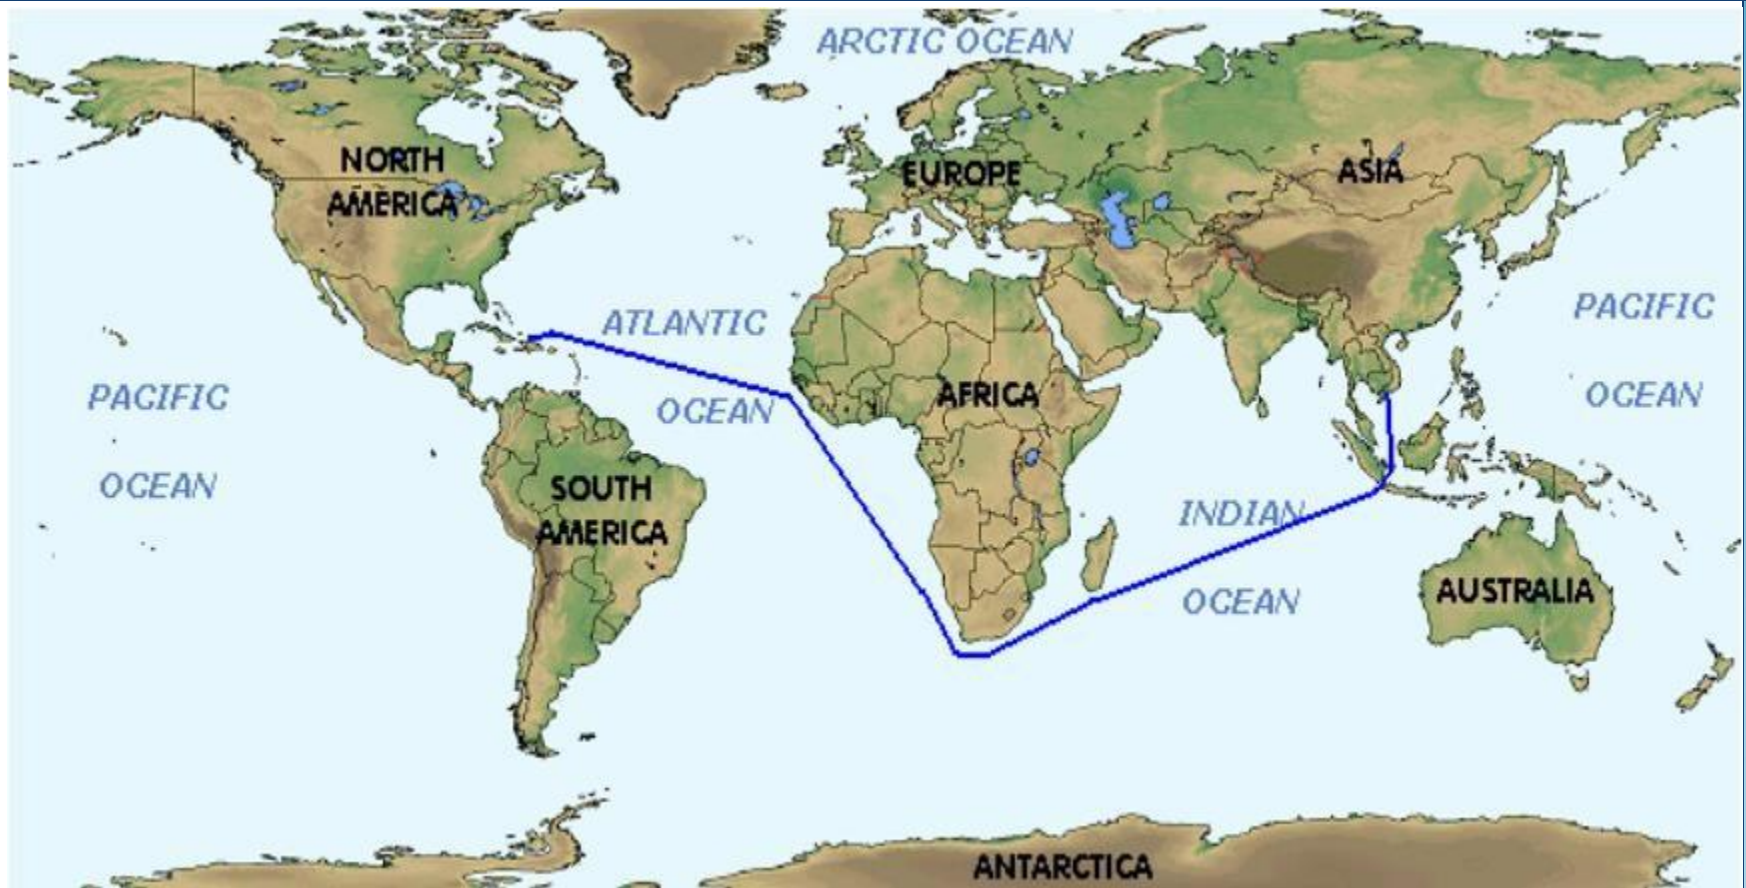 ARCTIC OCEAN
NORTH
AMERICA
EUROPE
ASIA
ATLANTIC
OCEAN
PACIFIC
OCEAN
PACIFIC
OCEAN
AFRICA
SOUTH
AMERICA
INDIAN
OCEAN
AUSTRALIA
ANTARCTICA